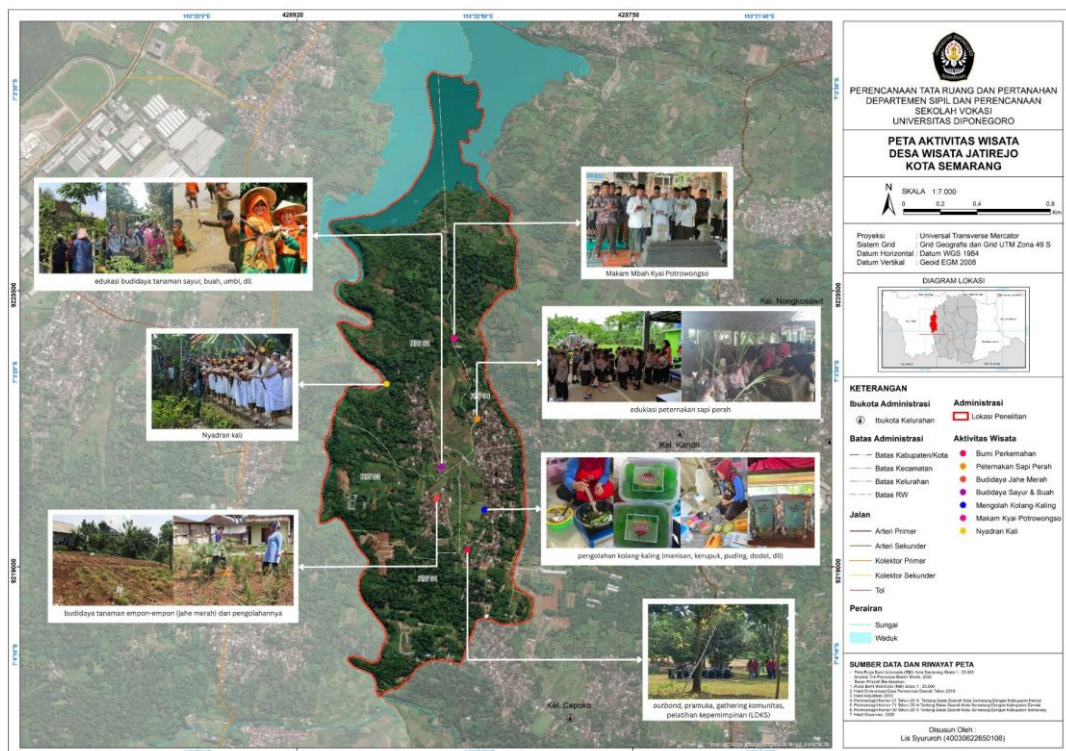 110°20'0"E
426920
428750
110°21'40"E
edukasi budidaya tanaman sayur, buah, umbi, dll
Makam Mbah Kyai Potrowongso
Kel. Nongkosawit
Nyadran kali
edukiasi peternakan sapi perah
Kel. Kandri
pengolahan kolang-kaling (manisan, kerupuk, puding, dodol, dll)
budidaya tanaman empon-empon (jahe merah) dan pengolahannya
outbond, pramuka, gathering komunitas,
pelatihan kepemimpinan (LDKS)
Kel. Cepoko
9219000
PERENCANAAN TATA RUANG DAN PERTANAHAN
DEPARTEMEN SIPIL DAN PERENCANAAN
SEKOLAH VOKASI
UNIVERSITAS DIPONEGORO
PETA AKTIVITAS WISATA
DESA WISATA JATIREJO
KOTA SEMARANG
N
SKALA 1:7.000
0 0,2 0,4 0,8
Km
Proyeksi : Universal Transverse Mercator
Sistem Grid : Grid Geografis dan Grid UTM Zona 49 S
Datum Horizontal : Datum WGS 1984
Datum Vertikal : Geoid EGM 2008
DIAGRAM LOKASI
KETERANGAN
Ibukota Administrasi
Ibukota Kelurahan
Batas Administrasi
Batas Kabupaten/Kota
Batas Kecamatan
Batas Kelurahan
Batas RW
Jalan
Arteri Primer
Arteri Sekunder
Kolektor Primer
Kolektor Sekunder
Tol
Perairan
Sungai
Waduk
Administrasi
Lokasi Penelitian
Aktivitas Wisata
Bumi Perkemahan
Peternakan Sapi Perah
Budidaya Jahe Merah
Budidaya Sayur & Buah
Mengolah Kolang-Kaling
Makam Kyai Potrowongso
Nyadran Kali
SUMBER DATA DAN RIWAYAT PETA
Disusun Oleh :
Lis Syururoh (40030622650106)